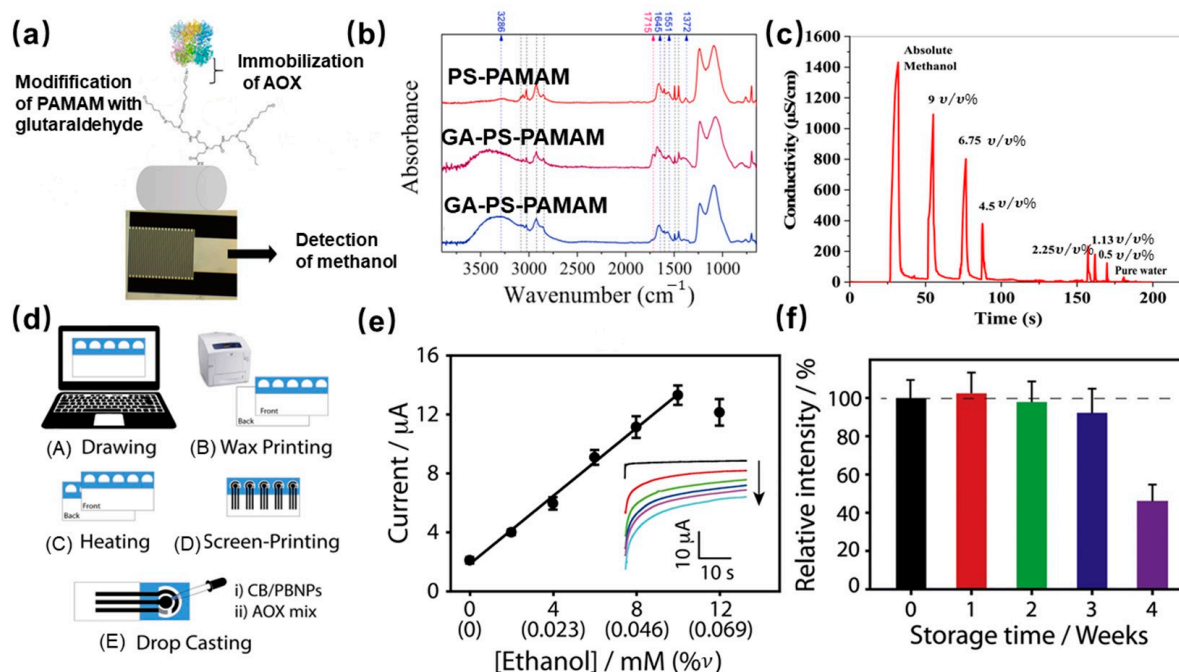 (a)
Modifification
of PAMAM with
glutaraldehyde
Immobilization
of AOX
Detection
of methanol
(b)
3286
1715
1645
1551
1372
PS-PAMAM
GA-PS-PAMAM
GA-PS-PAMAM
Absorbance
3500 3000 2500 2000 1500 1000
Wavenumber (cm⁻¹)
(c)
1600
1400
1200
1000
800
600
400
200
0
Conductivity (µS/cm)
Absolute
Methanol
9 v/v%
6.75 v/v%
4.5 v/v%
2.25v/v%
1.13 v/v%
0.5 v/v%
Pure water
0 50 100 150 200
Time (s)
(d)
Front
Back
(A) Drawing
(B) Wax Printing
Front
(C) Heating
(D) Screen-Printing
i) CB/PBNPs
ii) AOX mix
(E) Drop Casting
(e)
16
12
8
4
0
Current / µA
10 µA
10 s
0 4 8 12
(0) (0.023) (0.046) (0.069)
[Ethanol] / mM (%v)
(f)
100
80
60
40
20
0
Relative intensity / %
0 1 2 3 4
Storage time / Weeks